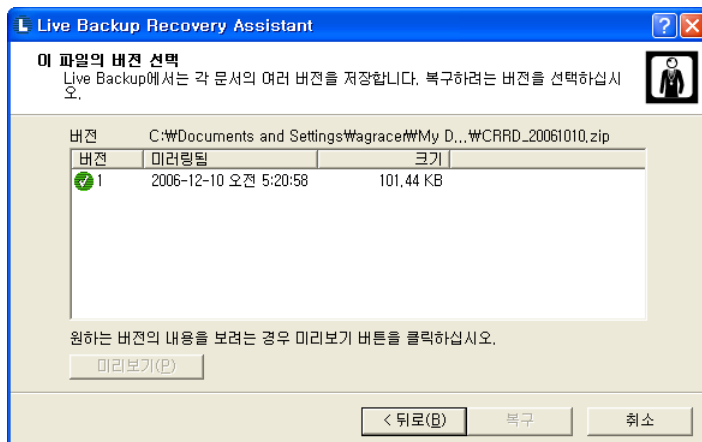 Live Backup Recovery Assistant
이 파일의 버전 선택
Live Backup에서는 각 문서의 여러 버전을 저장합니다. 복구하려는 버전을 선택하십시
오.
버전 C:₩Documents and Settings₩agracer₩My D...₩CRRD_20061010.zip
버전 미러링됨 크기
1 2006-12-10 오전 5:20:58 101,44 KB
원하는 버전의 내용을 보려는 경우 미리보기 버튼을 클릭하십시오.
미리보기(P)
< 뒤로(B) 복구 취소